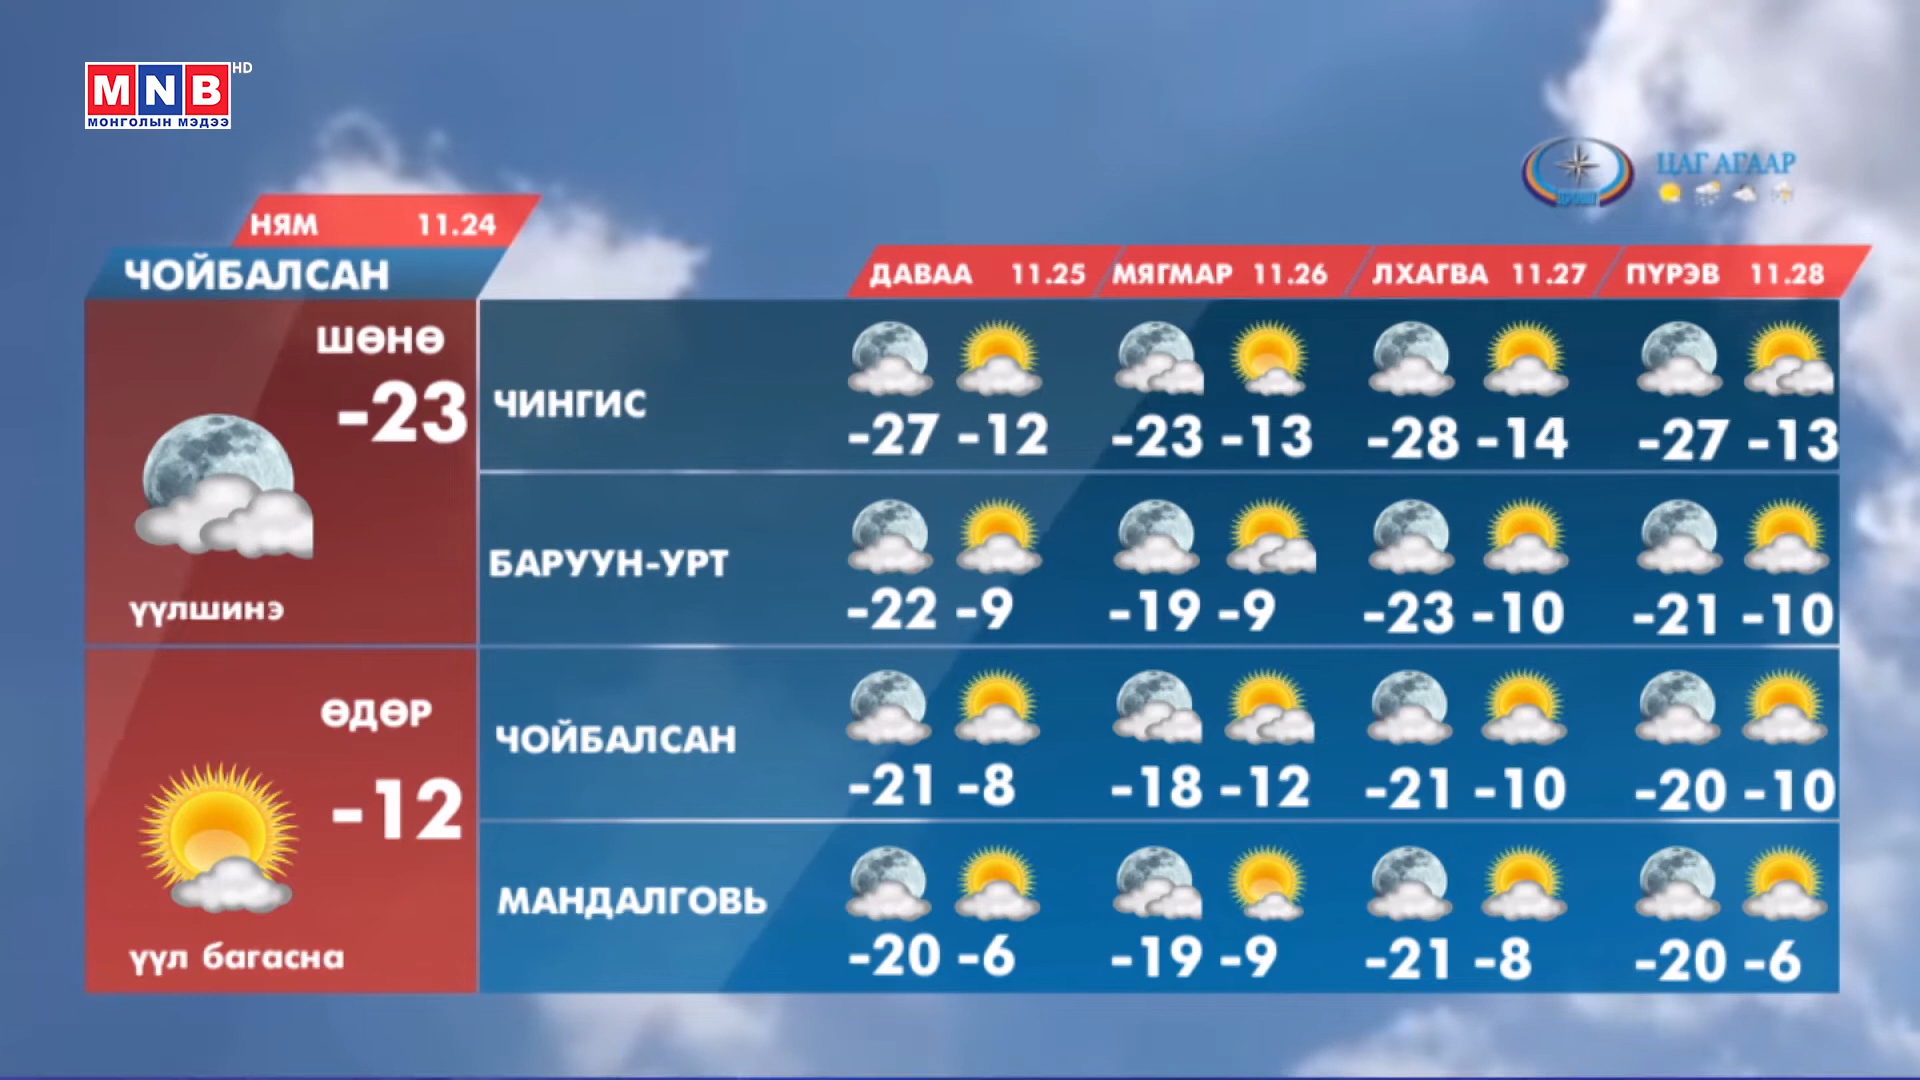 MNB HD
МОНГОЛЫН МЭДЭЭ
ЦАГ АГААР
НЯМ 11.24
ЧОЙБАЛСАН
ШӨНӨ
-23
үүлшинэ
ӨДӨР
-12
үүл багасна
ДАВАА 11.25 МЯГМАР 11.26 ЛХАГВА 11.27 ПҮРЭВ 11.28
ЧИНГИС -27 -12 -23 -13 -28 -14 -27 -13
БАРУУН-УРТ -22 -9 -19 -9 -23 -10 -21 -10
ЧОЙБАЛСАН -21 -8 -18 -12 -21 -10 -20 -10
МАНДАЛГОВЬ -20 -6 -19 -9 -21 -8 -20 -6